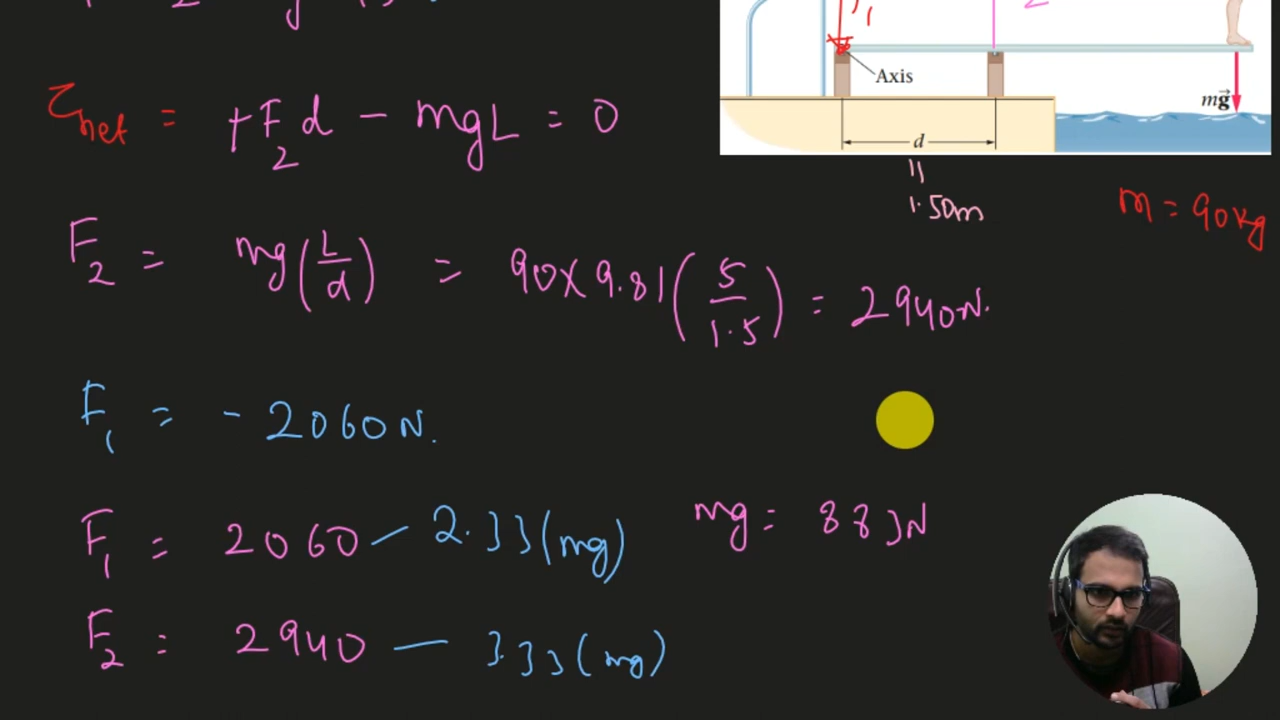 Axis
mg⃗
d
11
1.50m
m = 90kg
τnet = +F₂d - mgL = 0
F₂ = mg(L/d) = 90 x 9.81(5/1.5) = 2940N.
F₁ = - 2060N.
F₁ = 2060 - 2.33(mg) mg = 883N
F₂ = 2940 - 3.33(mg)